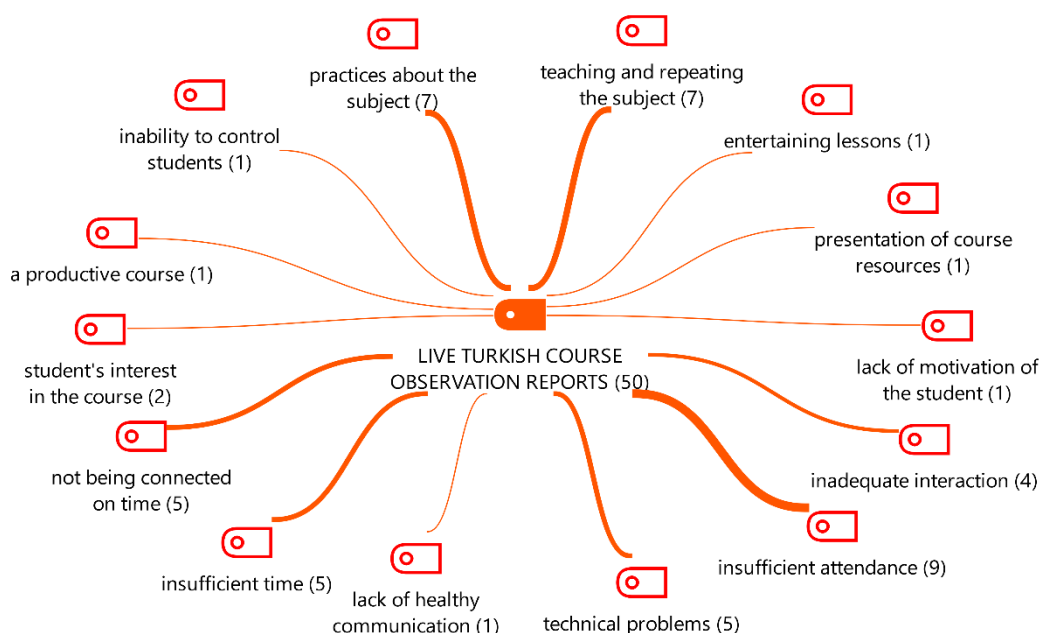 practices about the
subject (7)
teaching and repeating
the subject (7)
inability to control
students (1)
entertaining lessons (1)
a productive course (1)
presentation of course
resources (1)
student's interest
in the course (2)
LIVE TURKISH COURSE
OBSERVATION REPORTS (50)
lack of motivation of
the student (1)
not being connected
on time (5)
inadequate interaction (4)
insufficient time (5)
lack of healthy
communication (1)
technical problems (5)
insufficient attendance (9)